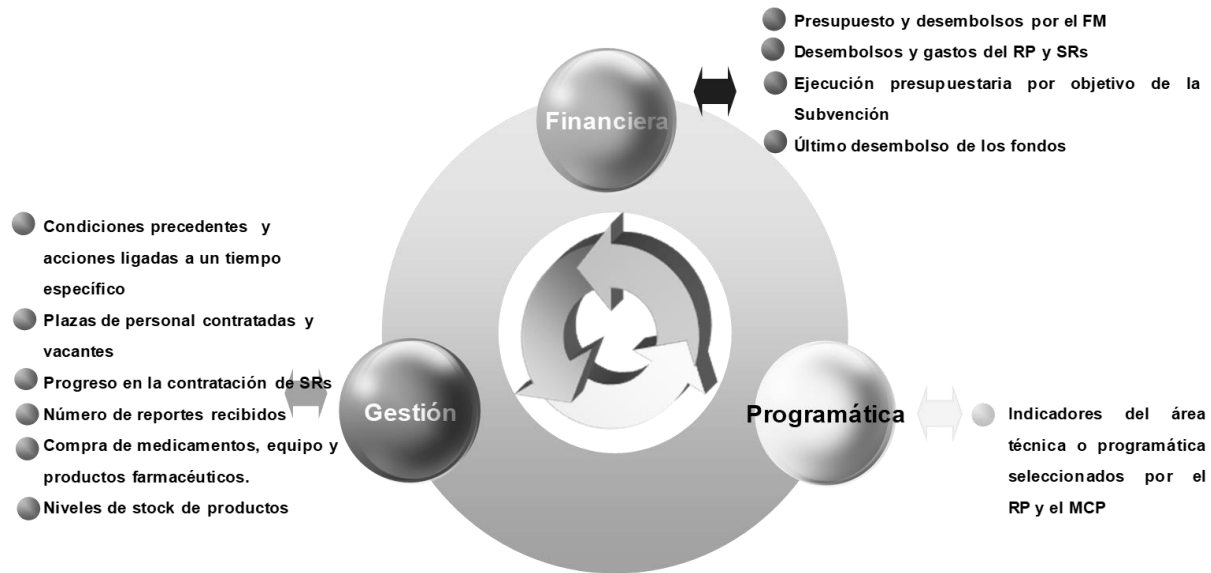 Presupuesto y desembolsos por el FM
Desembolsos y gastos del RP y SRs
Ejecución presupuestaria por objetivo de la
Subvención
Último desembolso de los fondos
Financiera
Condiciones precedentes y
acciones ligadas a un tiempo
específico
Plazas de personal contratadas y
vacantes
Progreso en la contratación de SRs
Número de reportes recibidos
Compra de medicamentos, equipo y
productos farmacéuticos.
Niveles de stock de productos
Gestión
Programática
Indicadores del área
técnica o programática
seleccionados por el
RP y el MCP